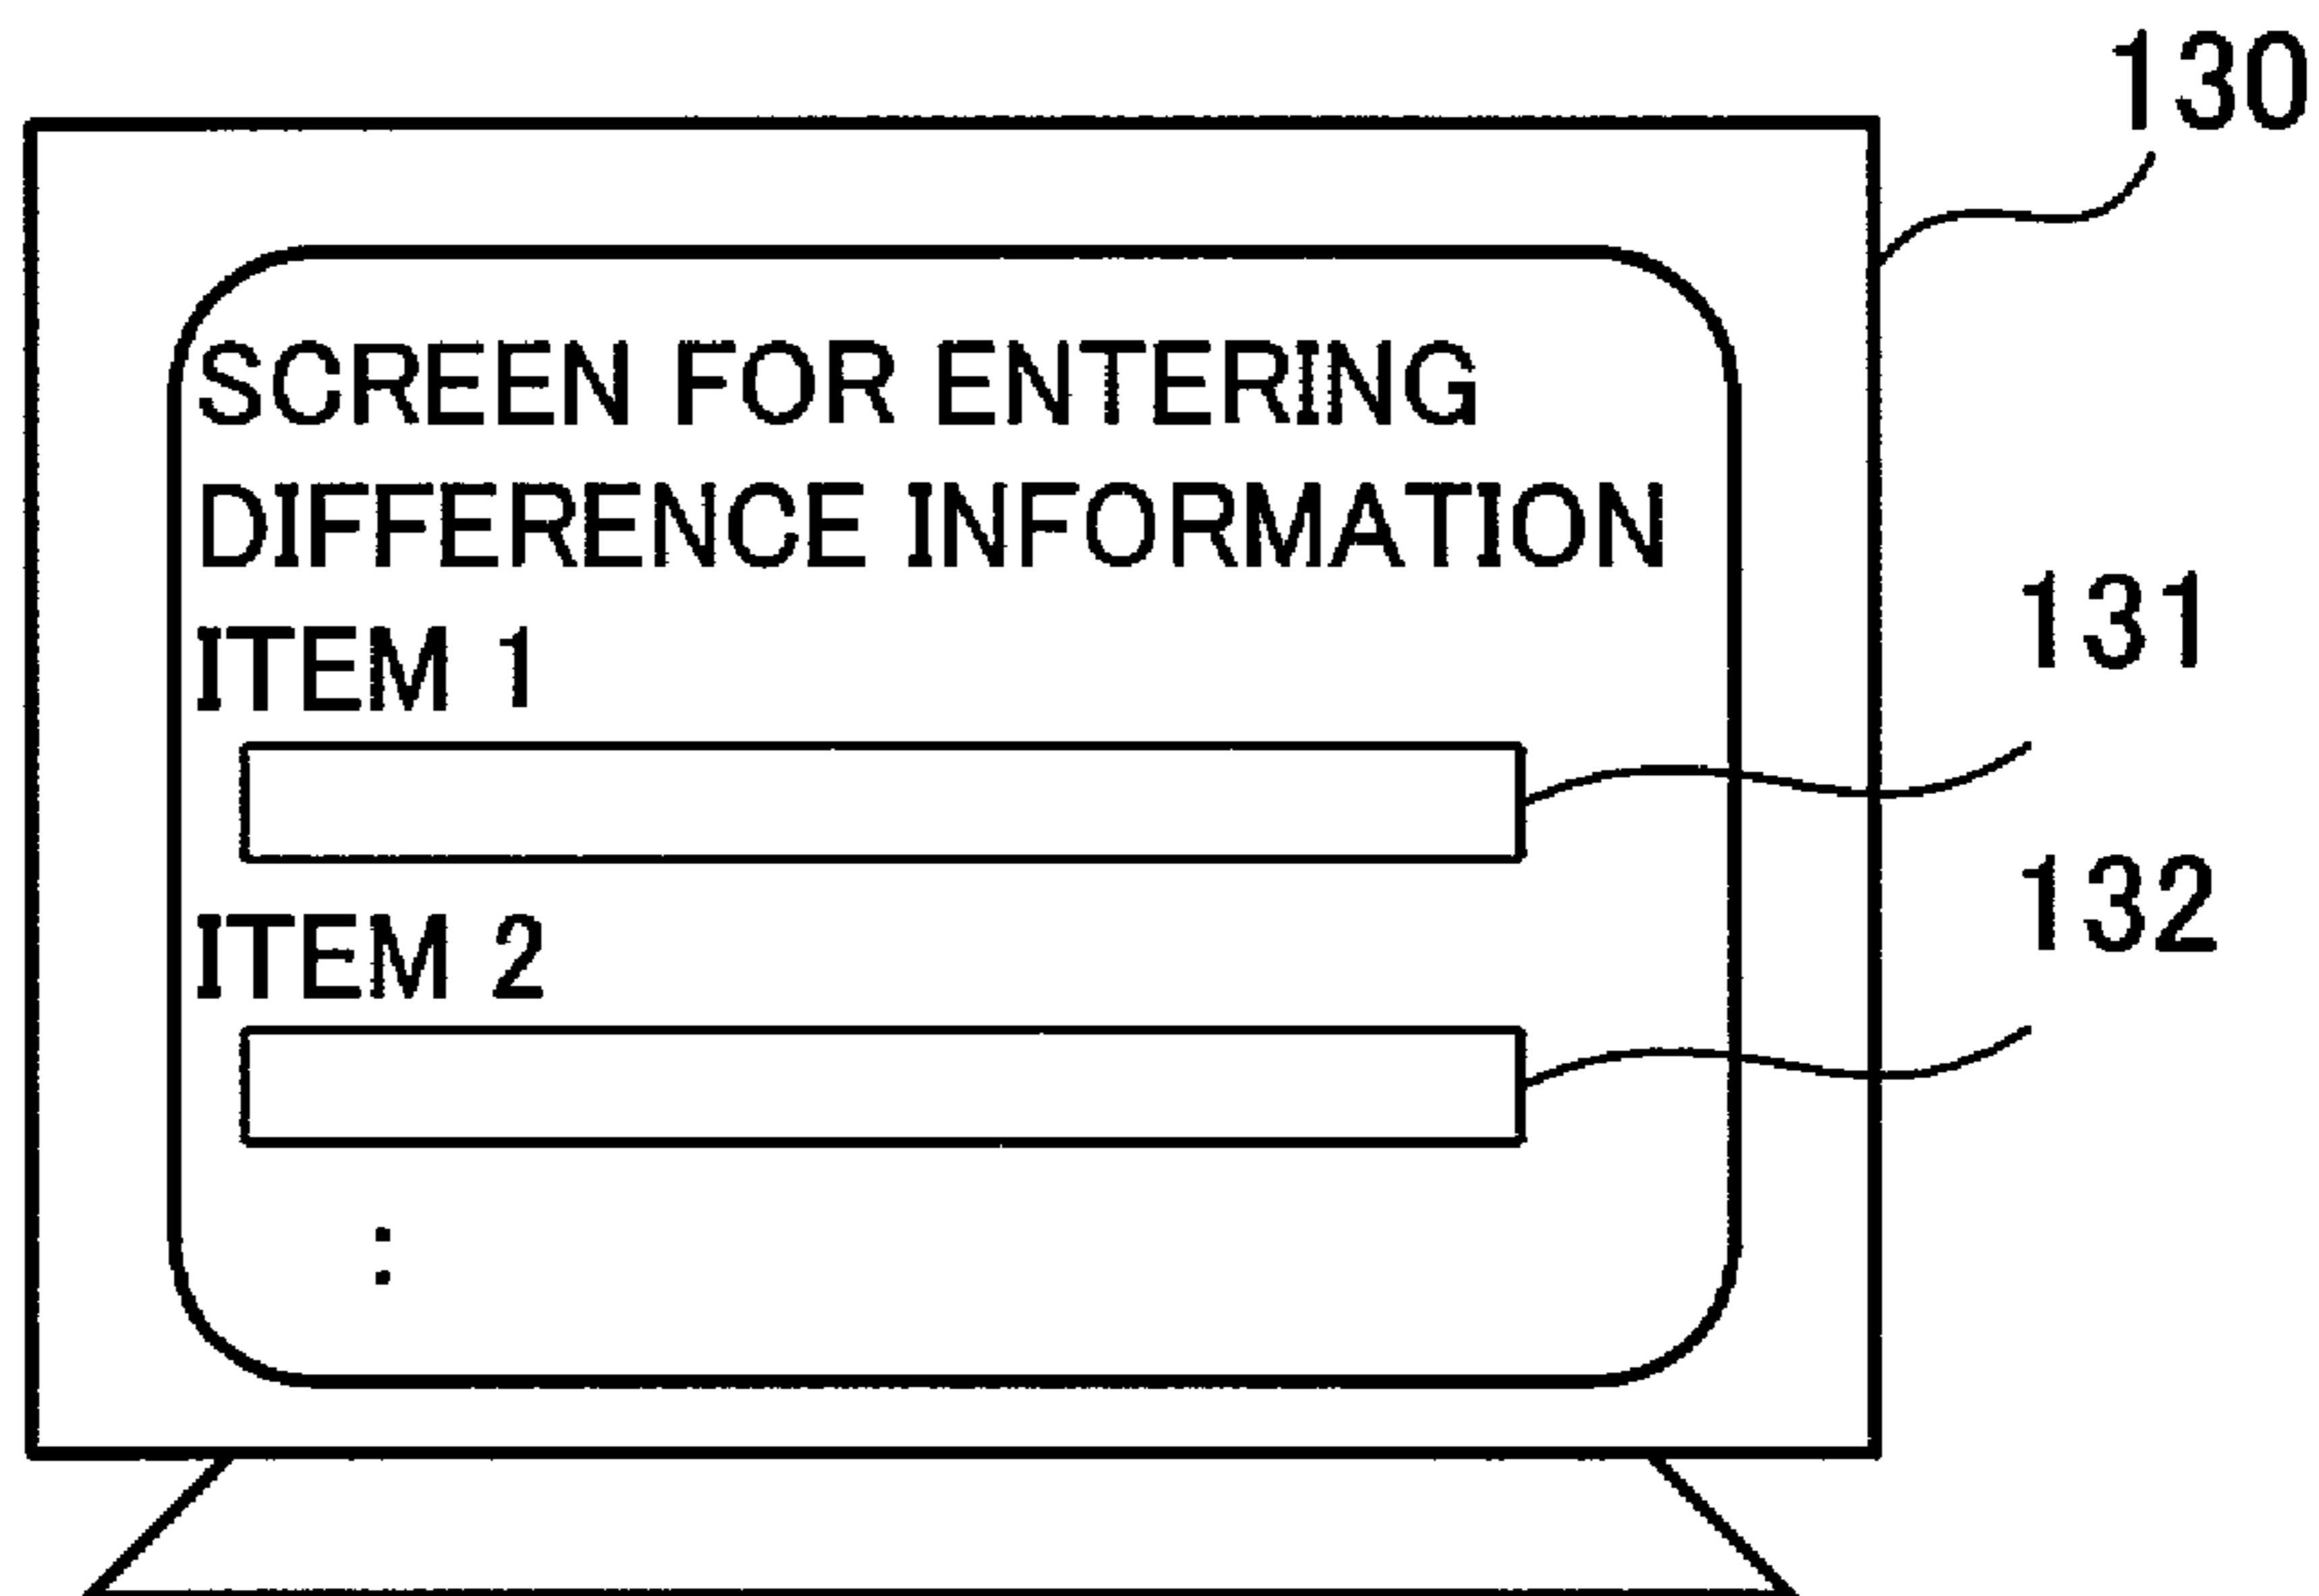 130
SCREEN FOR ENTERING
DIFFERENCE INFORMATION
ITEM 1
131
ITEM 2
132
: